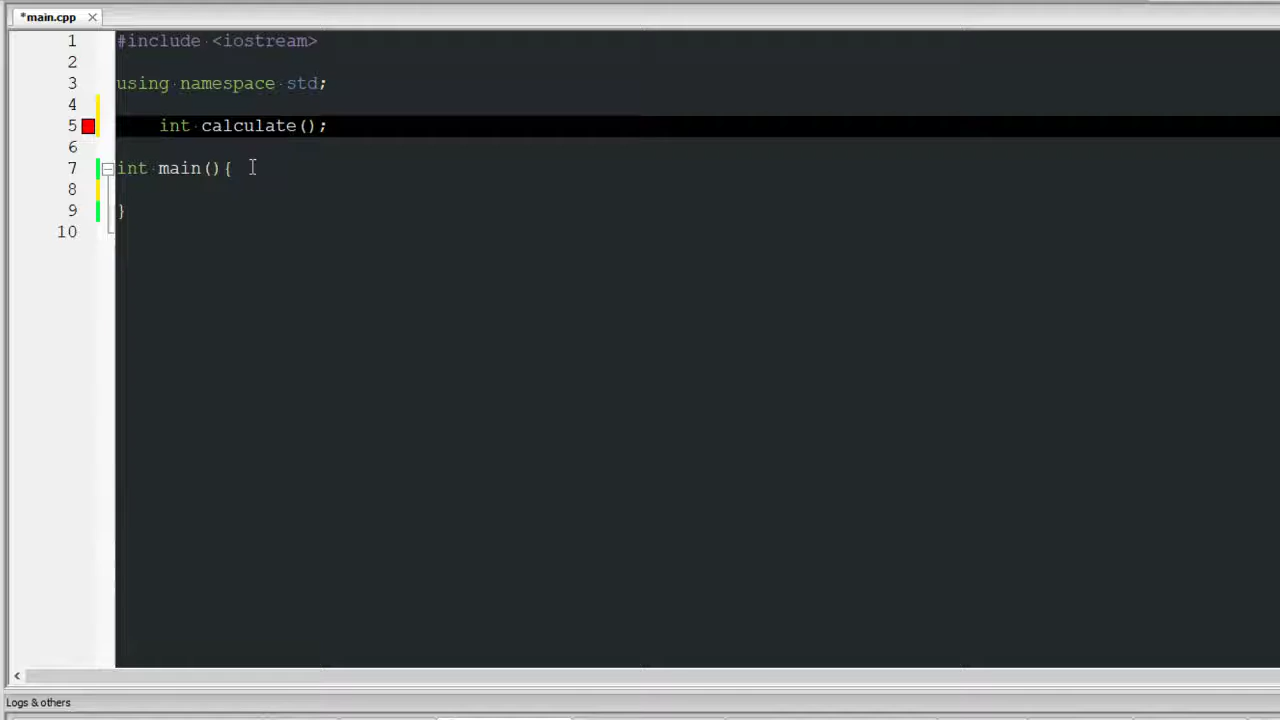 *main.cpp
1 #include <iostream>
2
3 using namespace std;
4
5 int calculate();
6
7 int main(){
8
9 }
10
Logs & others